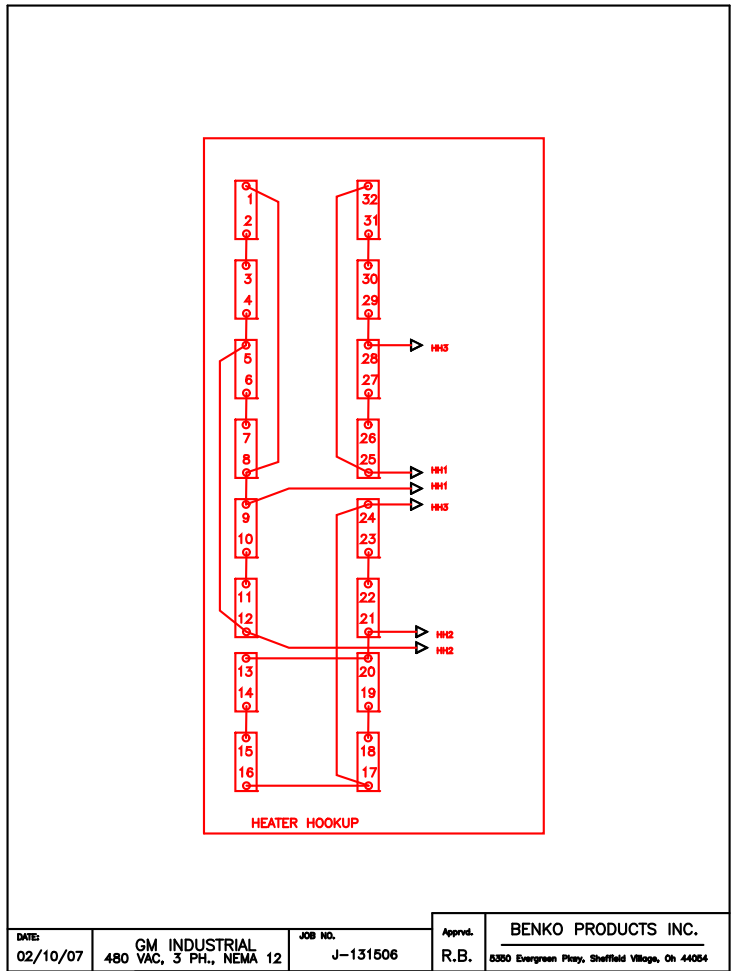 1 32
2 31
3 30
4 29
5 28 HH3
6 27
7 26
8 25 HH1
HH1
9 24 HH3
10 23
11 22
12 21 HH2
HH2
13 20
14 19
15 18
16 17
HEATER HOOKUP
DATE:
02/10/07
GM INDUSTRIAL
480 VAC, 3 PH., NEMA 12
JOB NO.
J-131506
Apprvd.
R.B.
BENKO PRODUCTS INC.
5350 Evergreen Pkwy, Sheffield Village, Oh 44054